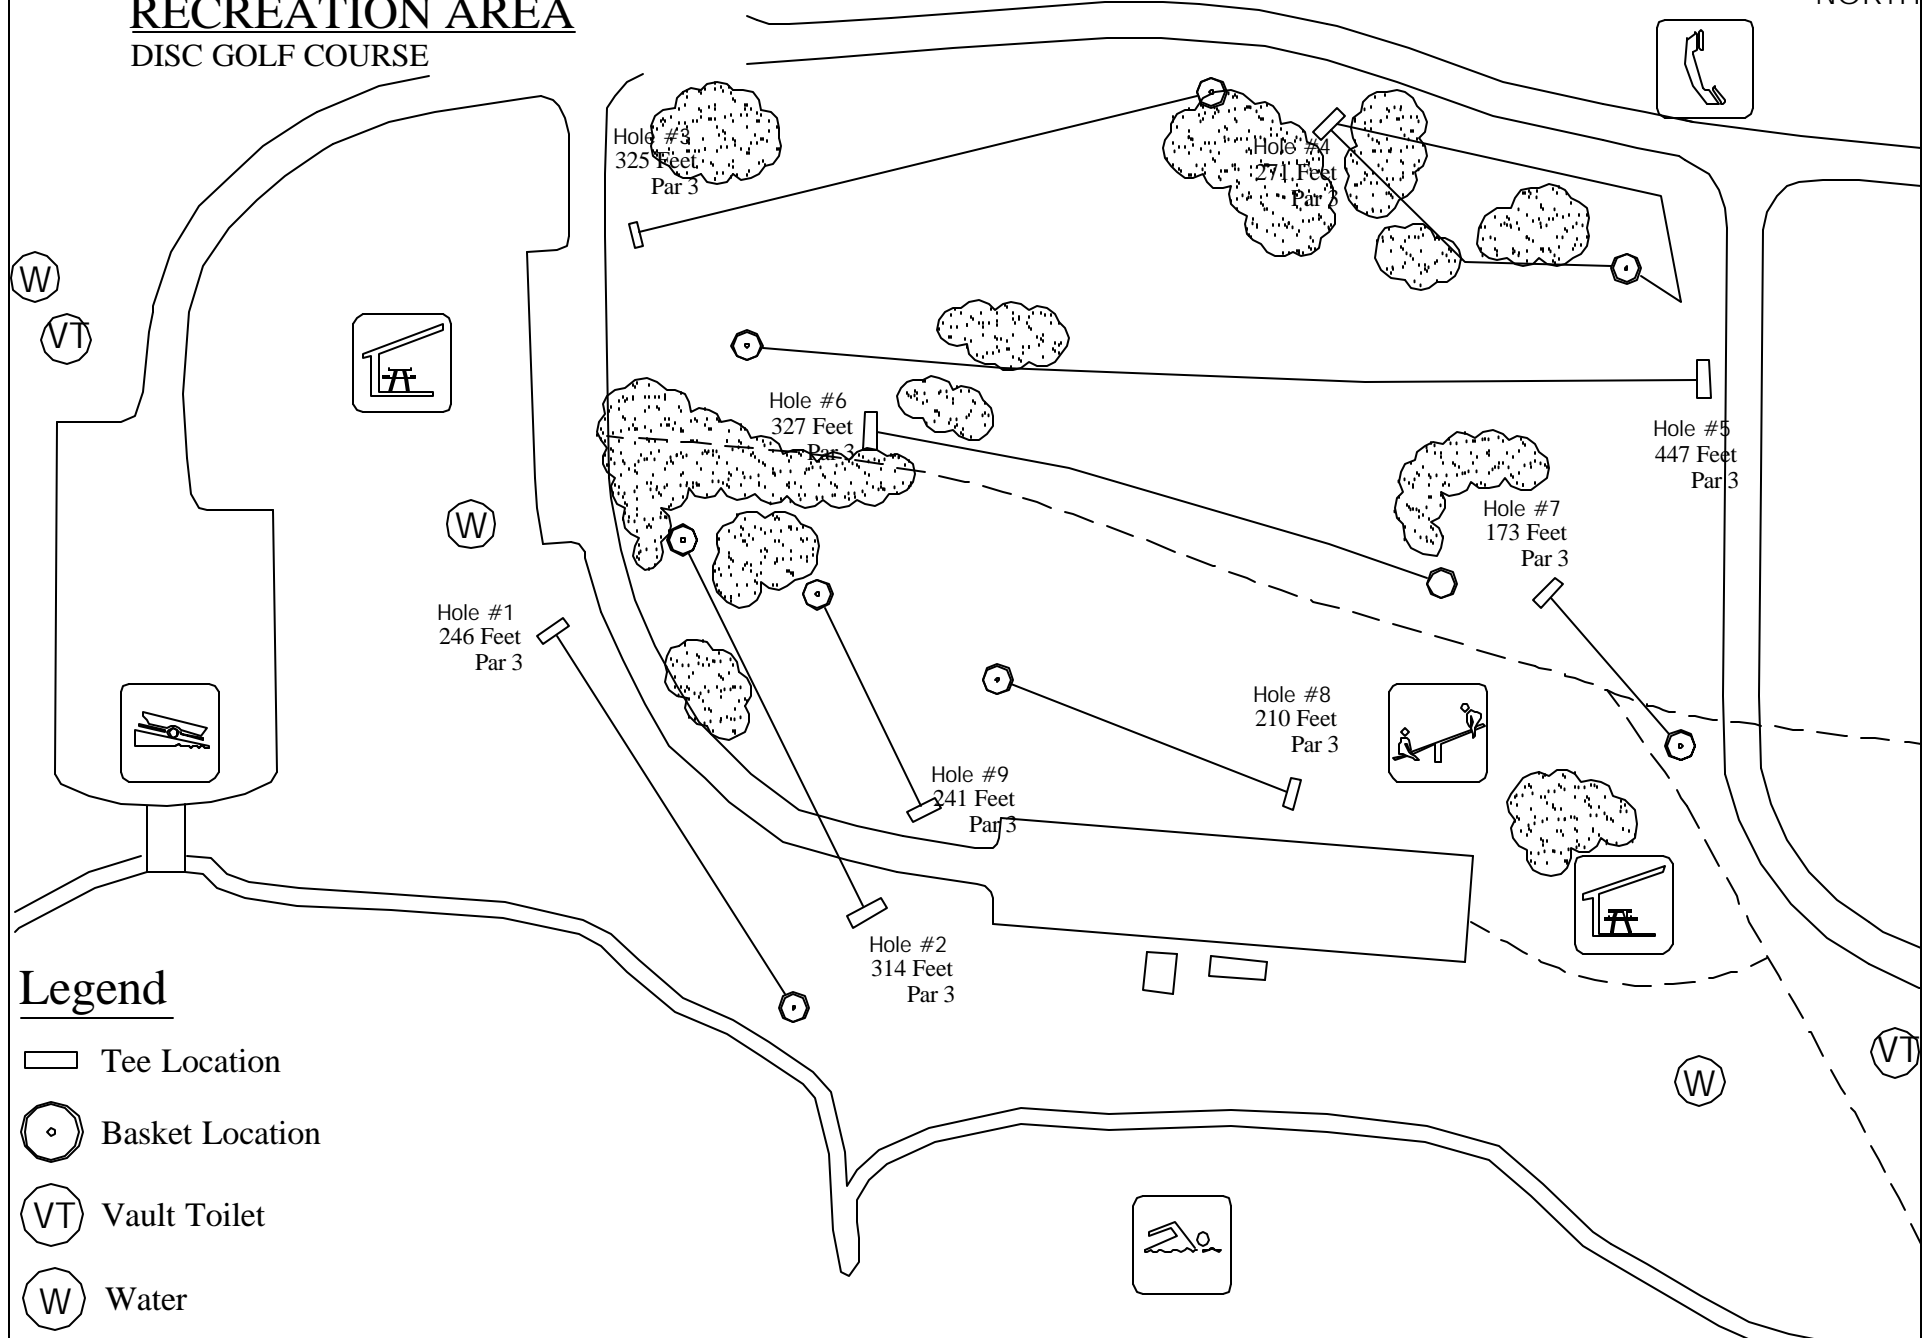 RECREATION AREA
DISC GOLF COURSE
Hole #3
325 Feet
Par 3
Hole #4
271 Feet
Par 3
W
VT
Hole #6
327 Feet
Par 3
Hole #5
447 Feet
Par 3
W
Hole #7
173 Feet
Par 3
Hole #1
246 Feet
Par 3
Hole #8
210 Feet
Par 3
Hole #9
241 Feet
Par 3
Hole #2
314 Feet
Par 3
VT
W
Legend
Tee Location
Basket Location
VT Vault Toilet
W Water